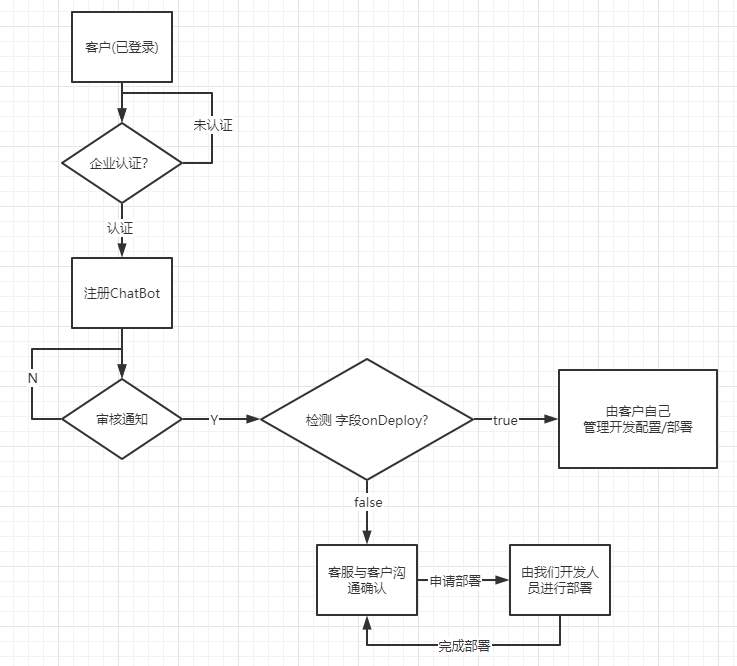 客户(已登录)
未认证
企业认证?
认证
注册ChatBot
N
审核通知
Y
检测 字段onDeploy?
true
由客户自己
管理开发配置/部署
false
客服与客户沟
通确认
申请部署
由我们开发人
员进行部署
完成部署